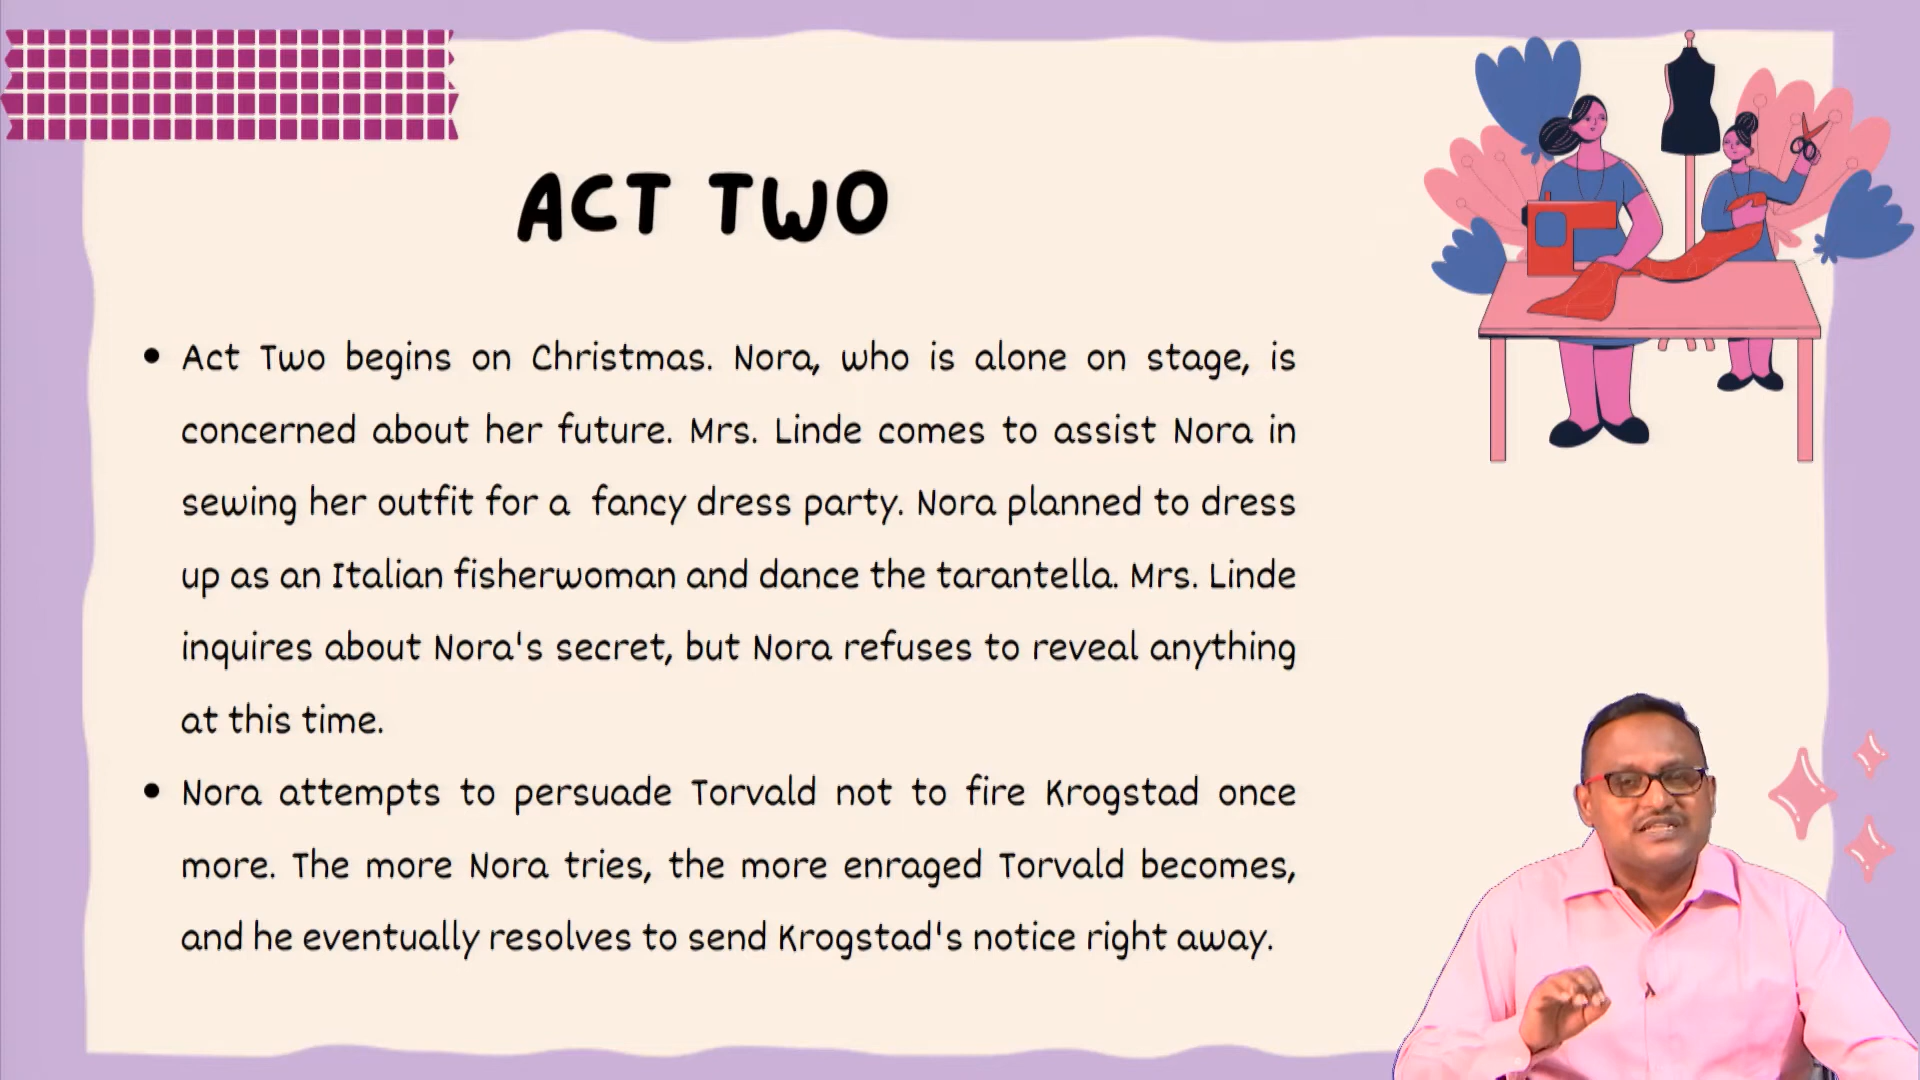 ACT TWO
• Act Two begins on Christmas. Nora, who is alone on stage, is
concerned about her future. Mrs. Linde comes to assist Nora in
sewing her outfit for a fancy dress party. Nora planned to dress
up as an Italian fisherwoman and dance the tarantella. Mrs. Linde
inquires about Nora's secret, but Nora refuses to reveal anything
at this time.
• Nora attempts to persuade Torvald not to fire Krogstad once
more. The more Nora tries, the more enraged Torvald becomes,
and he eventually resolves to send Krogstad's notice right away.